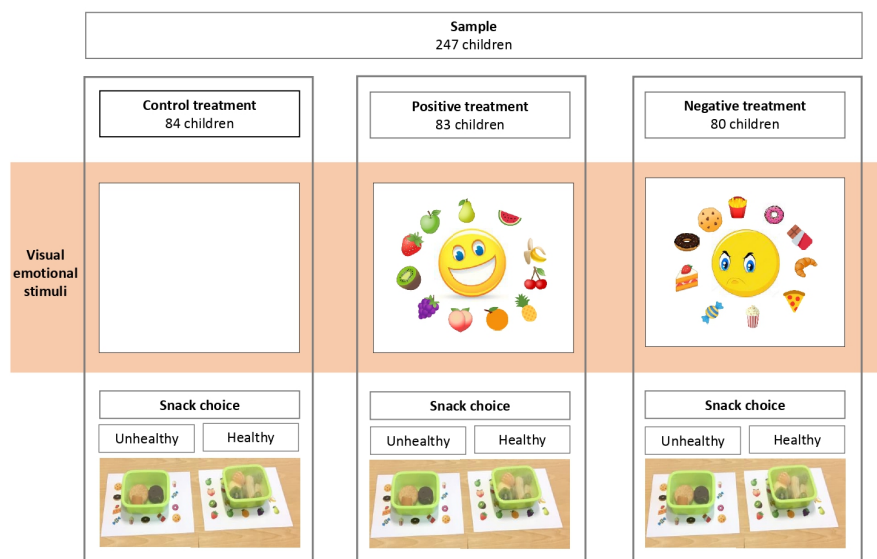 Sample
247 children
Control treatment
84 children
Positive treatment
83 children
Negative treatment
80 children
Visual
emotional
stimuli
Snack choice
Unhealthy
Healthy
Snack choice
Unhealthy
Healthy
Snack choice
Unhealthy
Healthy